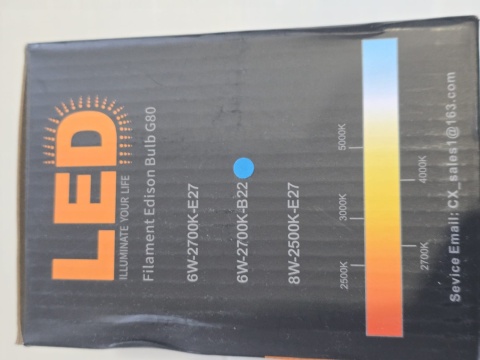 LED
ILLUMINATE YOUR LIFE
Filament Edison Bulb G80
6W-2700K-E27
6W-2700K-B22
8W-2500K-E27
2500K 3000K 5000K
2700K 4000K
Sevice Email: CX_sales1@163.com